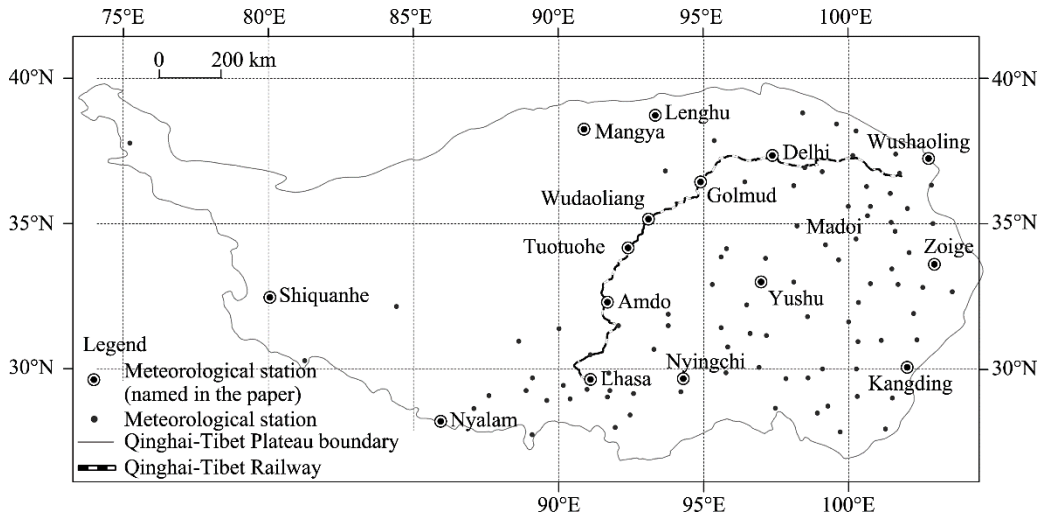 75°E 80°E 85°E 90°E 95°E 100°E
0 200 km
40°N 40°N
Lenghu
Mangya
Wushaoling
Delhi
Golmud
Wudaoliang
35°N 35°N
Madoi
Tuotuohe
Zoige
Shiquanhe
Amdo
Yushu
Legend
30°N 30°N
Meteorological station
(named in the paper)
Lhasa
Nyingchi
Kangding
Meteorological station
Nyalam
Qinghai-Tibet Plateau boundary
Qinghai-Tibet Railway
90°E 95°E 100°E